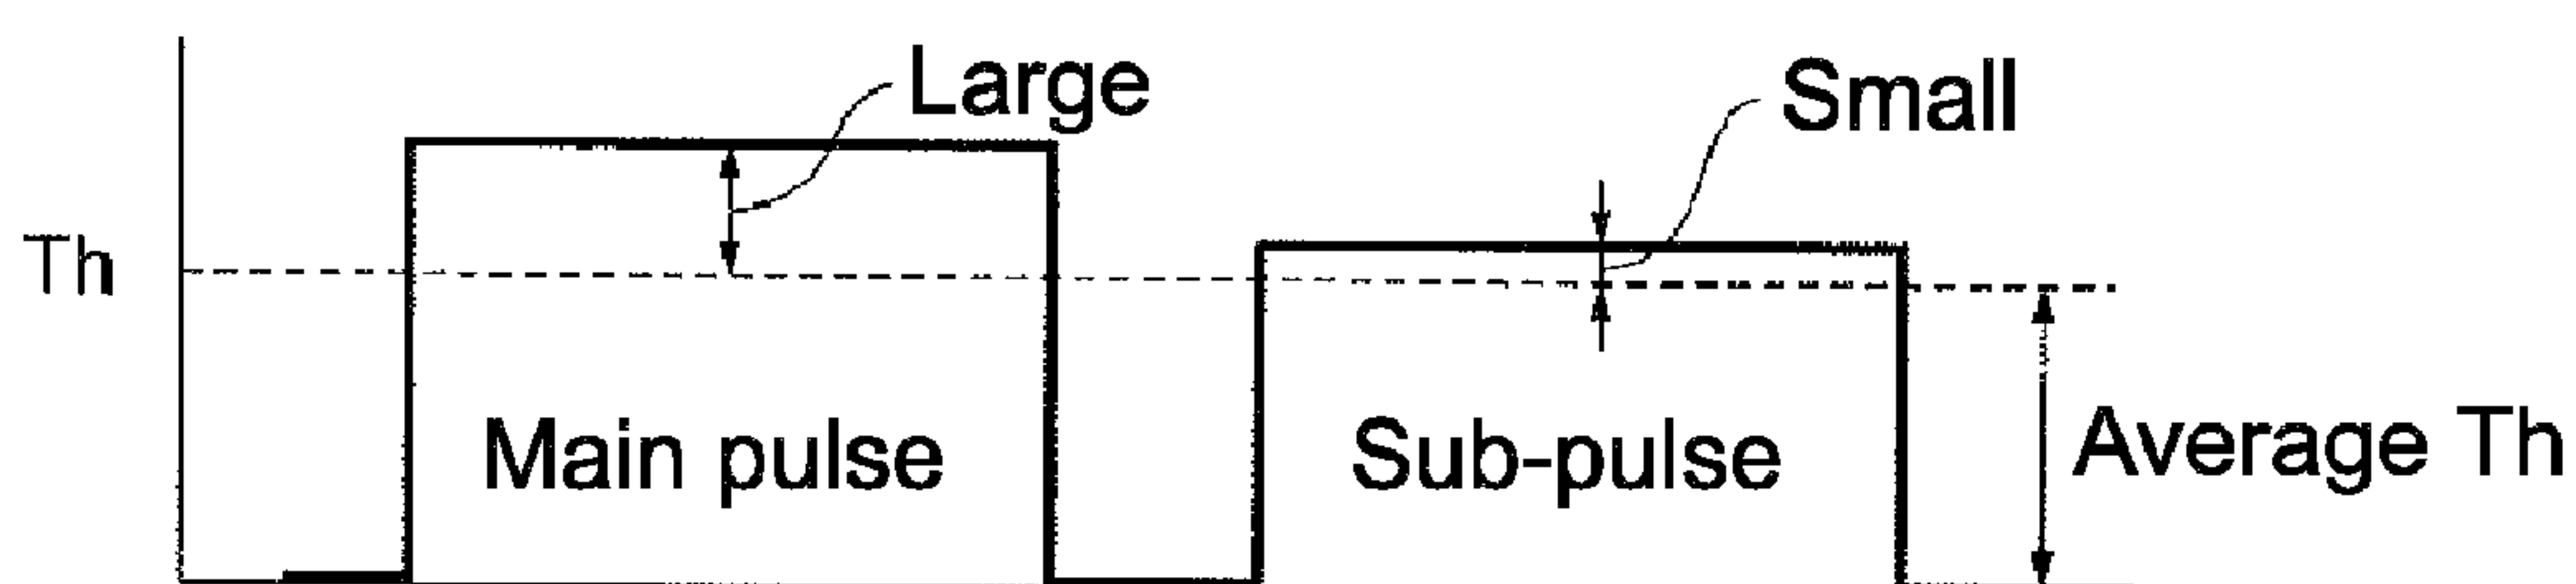 Large
Small
Th
Main pulse
Sub-pulse
Average Th